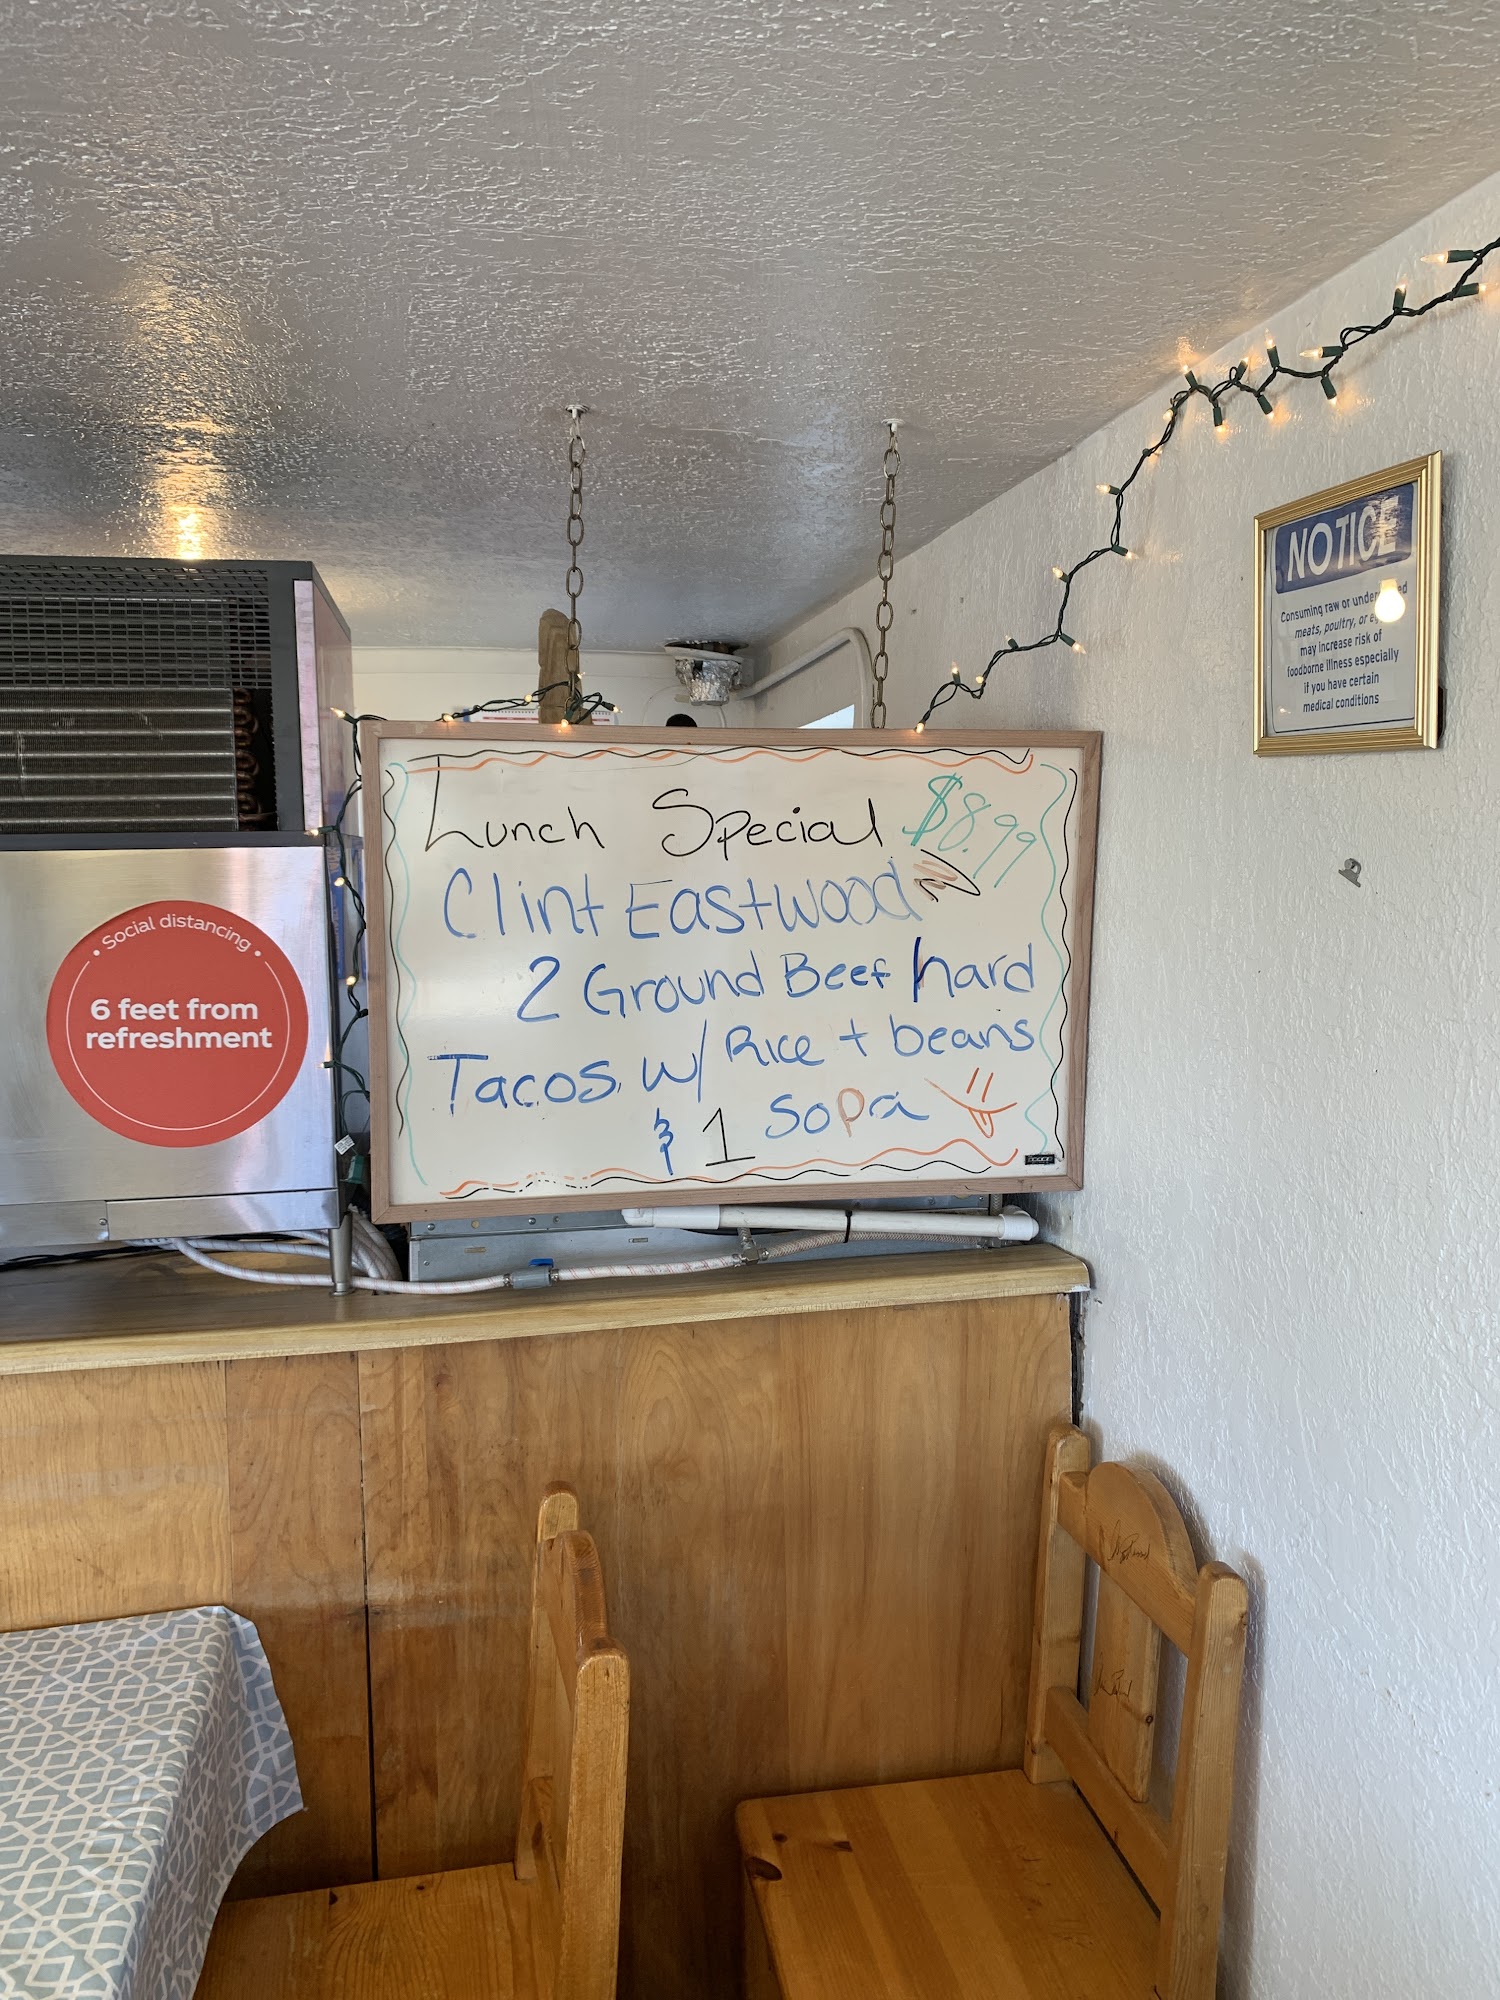 Lunch Special $8.99
Clint Eastwood
2 Ground Beef hard
Tacos w/ Rice + beans
& 1 Sopa
• Social distancing •
6 feet from
refreshment
NOTICE
Consuming raw or
meats, poultry, or
may increase risk of
foodborne illness especially
if you have certain
medical conditions